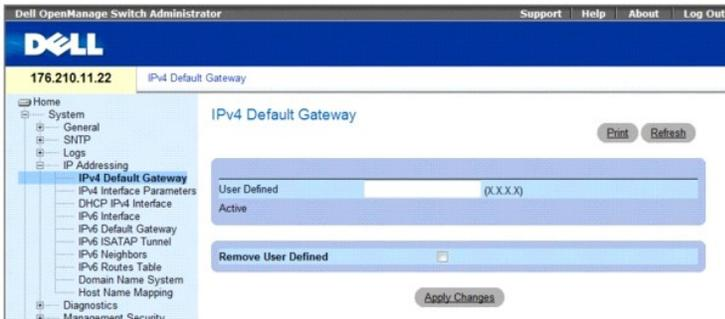 Dell OpenManage Switch Administrator Support Help About Log Out
DELL
176.210.11.22 IPv4 Default Gateway
Home
System
General
SNTP
Logs
IP Addressing
IPv4 Default Gateway
IPv4 Interface Parameters
DHCP IPv4 Interface
IPv6 Interface
IPv6 Default Gateway
IPv6 ISATAP Tunnel
IPv6 Neighbors
IPv6 Routes Table
Domain Name System
Host Name Mapping
Diagnostics
Management Security
IPv4 Default Gateway
Print Refresh
User Defined (X.X.X.X)
Active
Remove User Defined
Apply Changes